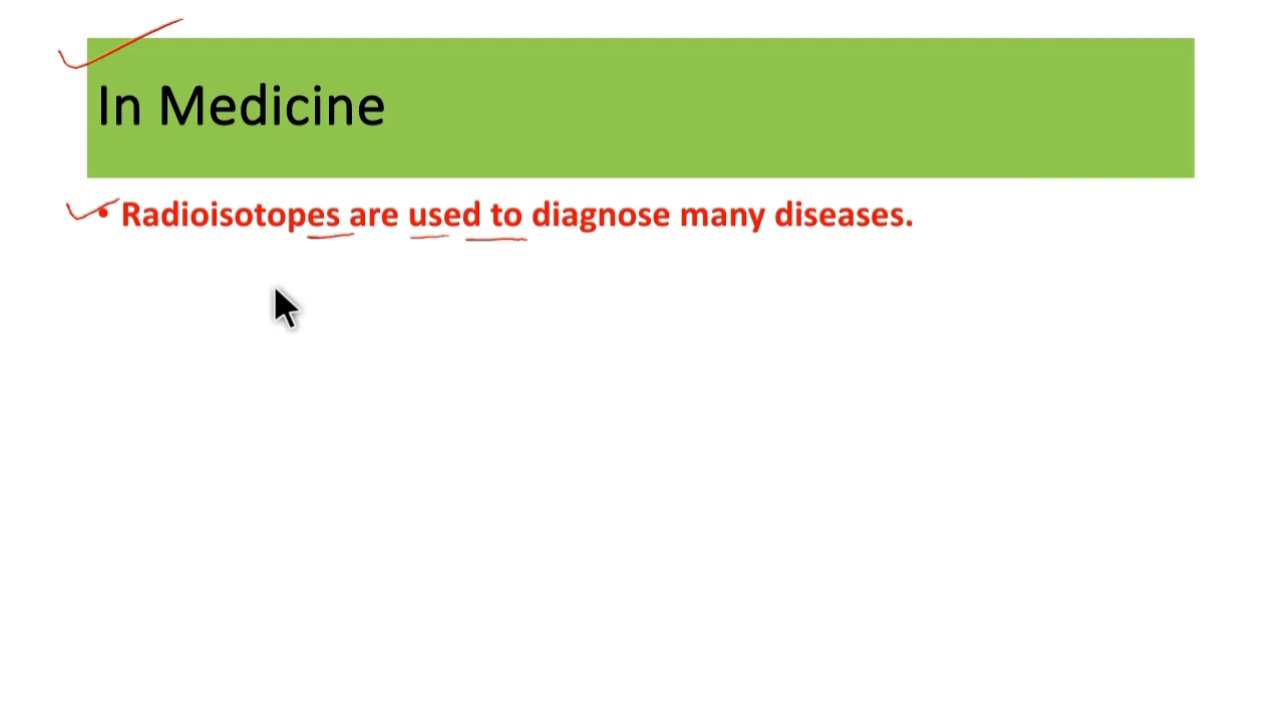 In Medicine
• Radioisotopes are used to diagnose many diseases.